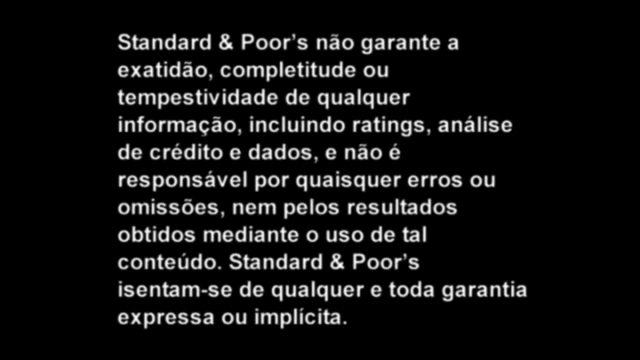 Standard & Poor’s não garante a
exatidão, completitude ou
tempestividade de qualquer
informação, incluindo ratings, análise
de crédito e dados, e não é
responsável por quaisquer erros ou
omissões, nem pelos resultados
obtidos mediante o uso de tal
conteúdo. Standard & Poor’s
isentam-se de qualquer e toda garantia
expressa ou implícita.